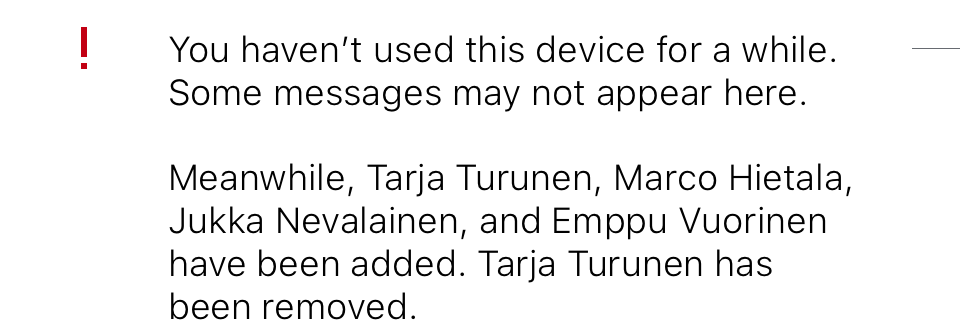 You haven’t used this device for a while.
Some messages may not appear here.
Meanwhile, Tarja Turunen, Marco Hietala,
Jukka Nevalainen, and Emppu Vuorinen
have been added. Tarja Turunen has
been removed.